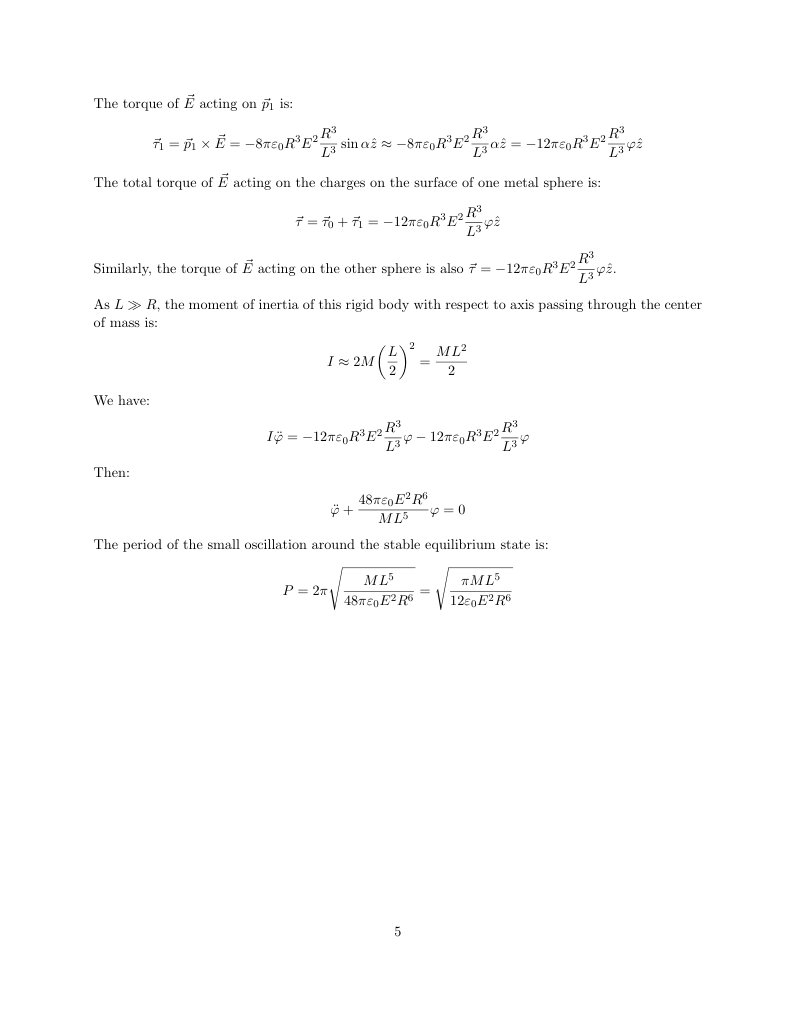 The torque of $\vec{E}$ acting on $\vec{p}_1$ is:
$\vec{\tau}_1 = \vec{p}_1 \times \vec{E} = -8\pi\varepsilon_0 R^3 E^2 \frac{R^3}{L^3} \sin\alpha\hat{z} \approx -8\pi\varepsilon_0 R^3 E^2 \frac{R^3}{L^3} \alpha\hat{z} = -12\pi\varepsilon_0 R^3 E^2 \frac{R^3}{L^3} \varphi\hat{z}$
The total torque of $\vec{E}$ acting on the charges on the surface of one metal sphere is:
$\vec{\tau} = \vec{\tau}_0 + \vec{\tau}_1 = -12\pi\varepsilon_0 R^3 E^2 \frac{R^3}{L^3} \varphi\hat{z}$
Similarly, the torque of $\vec{E}$ acting on the other sphere is also $\vec{\tau} = -12\pi\varepsilon_0 R^3 E^2 \frac{R^3}{L^3} \varphi\hat{z}$.
As $L \gg R$, the moment of inertia of this rigid body with respect to axis passing through the center
of mass is:
$I \approx 2M \left(\frac{L}{2}\right)^2 = \frac{ML^2}{2}$
We have:
$I\ddot{\varphi} = -12\pi\varepsilon_0 R^3 E^2 \frac{R^3}{L^3} \varphi - 12\pi\varepsilon_0 R^3 E^2 \frac{R^3}{L^3} \varphi$
Then:
$\ddot{\varphi} + \frac{48\pi\varepsilon_0 E^2 R^6}{ML^5} \varphi = 0$
The period of the small oscillation around the stable equilibrium state is:
$P = 2\pi \sqrt{\frac{ML^5}{48\pi\varepsilon_0 E^2 R^6}} = \sqrt{\frac{\pi ML^5}{12\varepsilon_0 E^2 R^6}}$
5